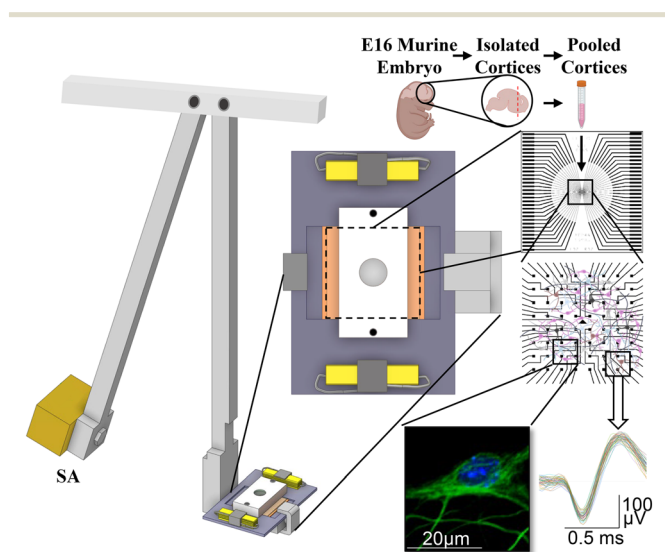 E16 Murine Embryo
Isolated Cortices
Pooled Cortices
SA
20µm
100 µV
0.5 ms